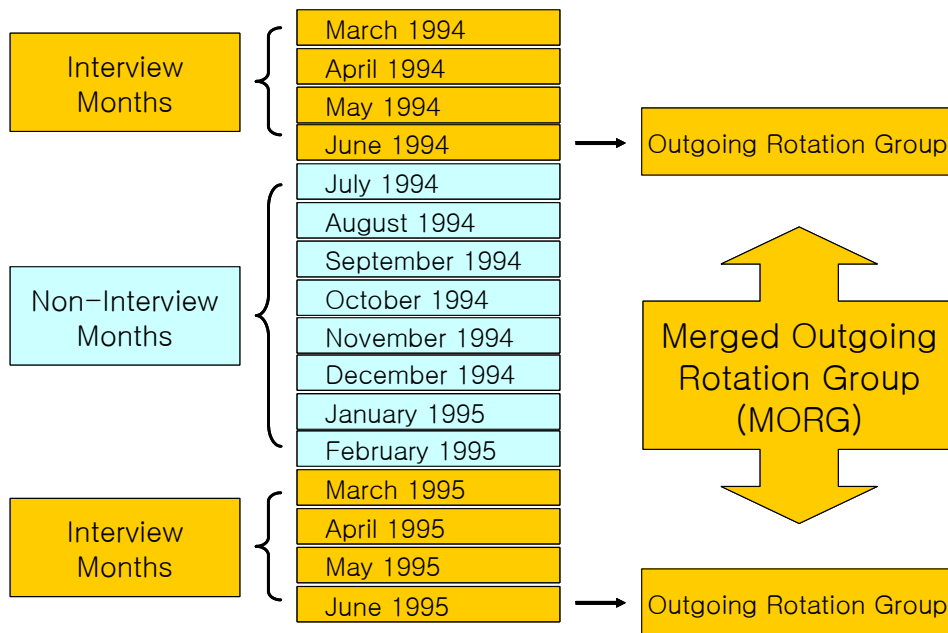 Interview
Months
March 1994
April 1994
May 1994
June 1994
Outgoing Rotation Group
Non-Interview
Months
July 1994
August 1994
September 1994
October 1994
November 1994
December 1994
January 1995
February 1995
Merged Outgoing
Rotation Group
(MORG)
Interview
Months
March 1995
April 1995
May 1995
June 1995
Outgoing Rotation Group